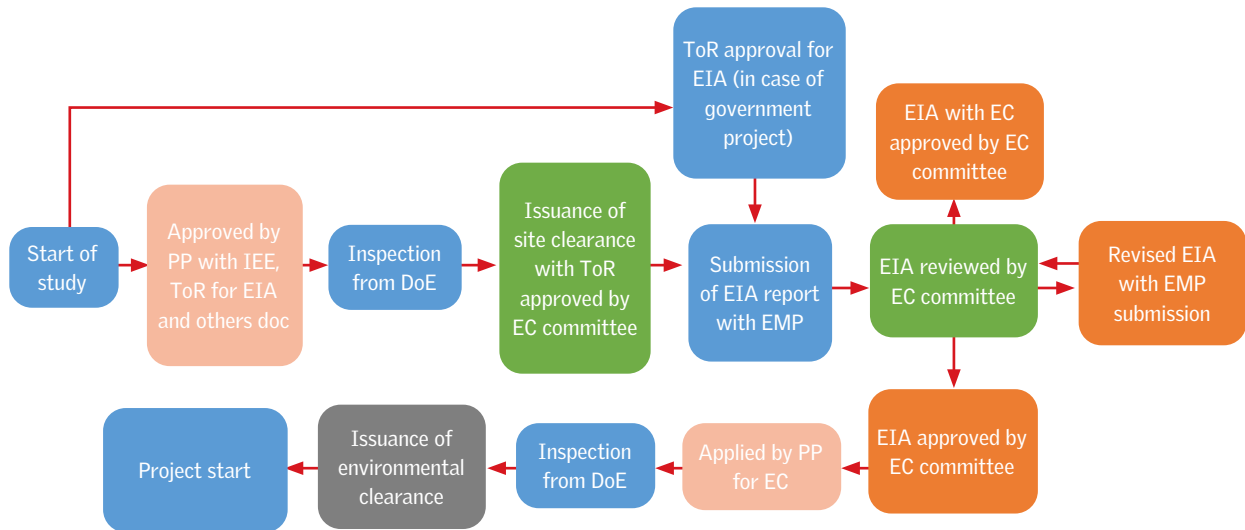 ToR approval for
EIA (in case of
government
project)
EIA with EC
approved by EC
committee
Start of
study
Approved by
PP with IEE,
ToR for EIA
and others doc
Inspection
from DoE
Issuance of
site clearance
with ToR
approved by
EC committee
Submission
of EIA report
with EMP
EIA reviewed by
EC committee
Revised EIA
with EMP
submission
Project start
Issuance of
environmental
clearance
Inspection
from DoE
Applied by PP
for EC
EIA approved by
EC committee